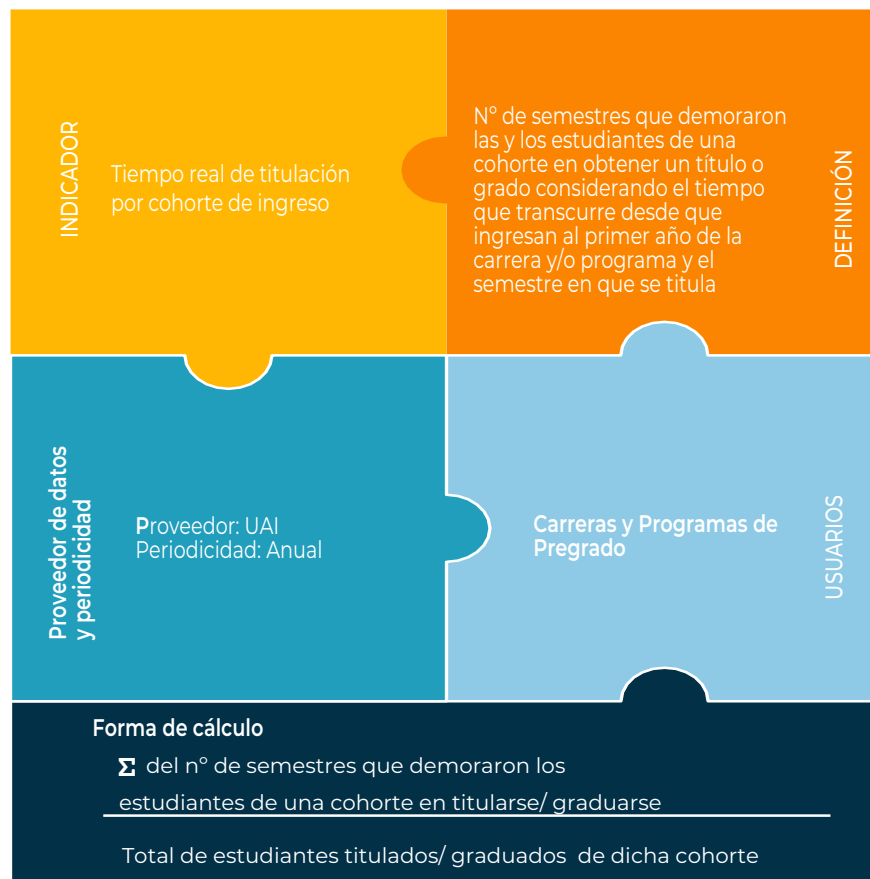 INDICADOR
Tiempo real de titulación
por cohorte de ingreso
N° de semestres que demoraron
las y los estudiantes de una
cohorte en obtener un título o
grado considerando el tiempo
que transcurre desde que
ingresan al primer año de la
carrera y/o programa y el
semestre en que se titula
DEFINICIÓN
Proveedor de datos
y periodicidad
Proveedor: UAI
Periodicidad: Anual
Carreras y Programas de
Pregrado
USUARIOS
Forma de cálculo
Σ del n° de semestres que demoraron los
estudiantes de una cohorte en titularse/ graduarse
Total de estudiantes titulados/ graduados de dicha cohorte